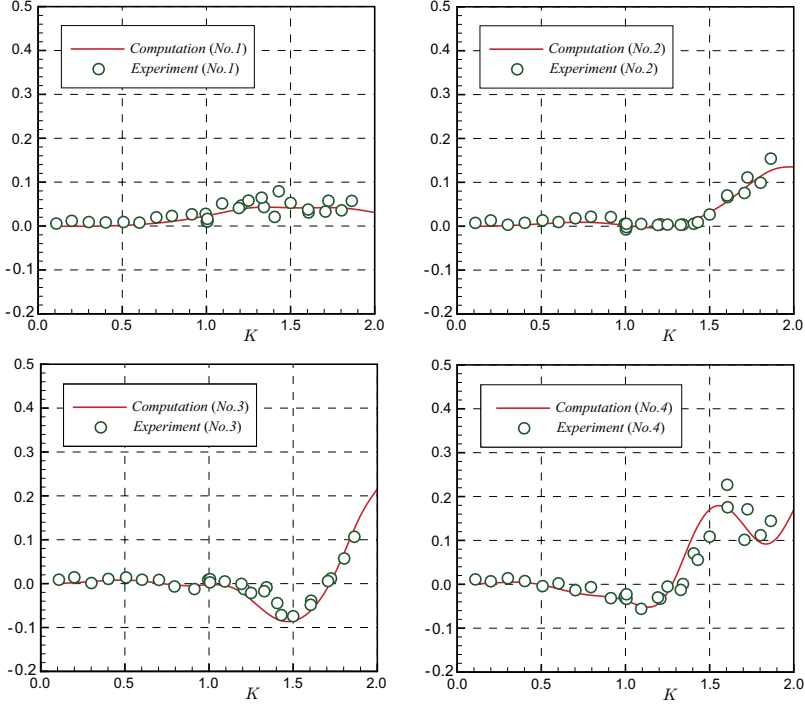 0.5
0.4
0.3
0.2
0.1
0.0
-0.1
-0.2
Computation (No.1)
Experiment (No.1)
0.0 0.5 1.0 1.5 2.0
K
0.5
0.4
0.3
0.2
0.1
0.0
-0.1
-0.2
Computation (No.2)
Experiment (No.2)
0.0 0.5 1.0 1.5 2.0
K
0.5
0.4
0.3
0.2
0.1
0.0
-0.1
-0.2
Computation (No.3)
Experiment (No.3)
0.0 0.5 1.0 1.5 2.0
K
0.5
0.4
0.3
0.2
0.1
0.0
-0.1
-0.2
Computation (No.4)
Experiment (No.4)
0.0 0.5 1.0 1.5 2.0
K